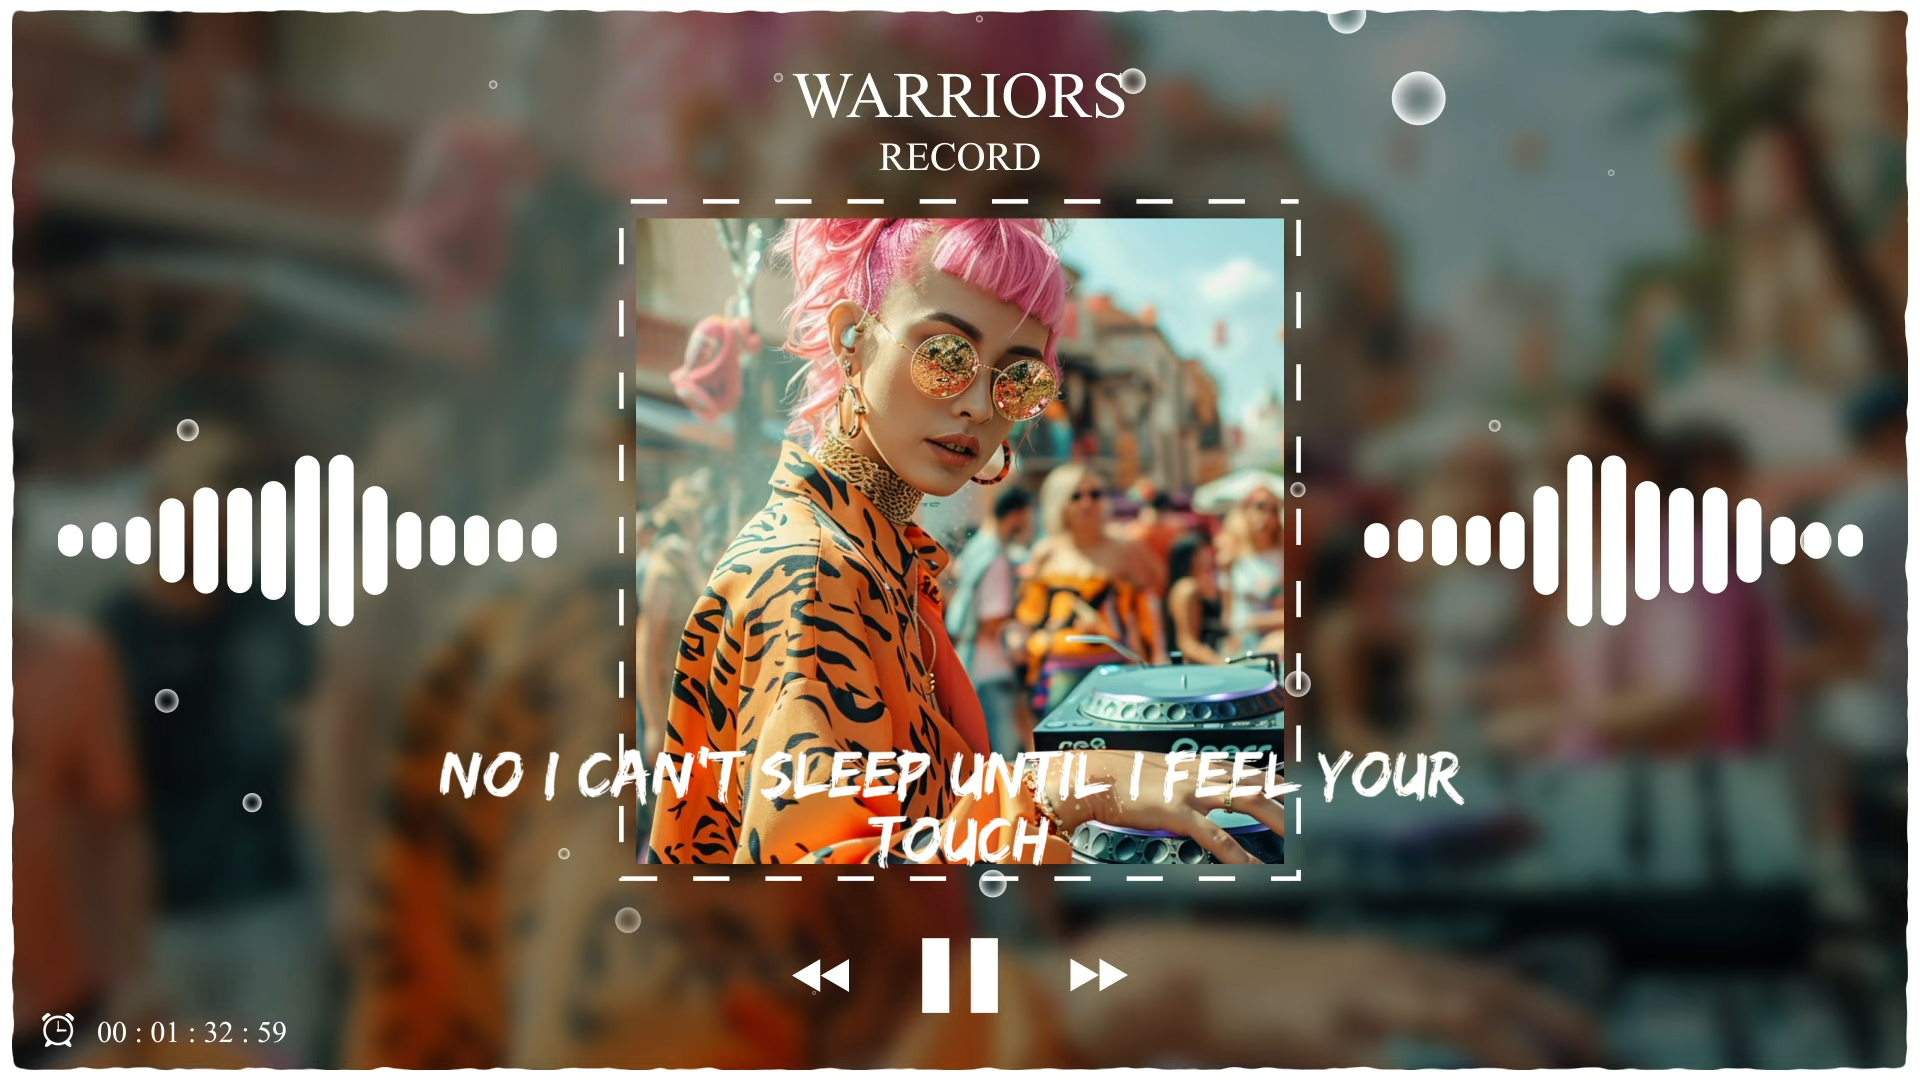 WARRIORS
RECORD
NO I CAN'T SLEEP UNTIL I FEEL YOUR
TOUCH
00 : 01 : 32 : 59